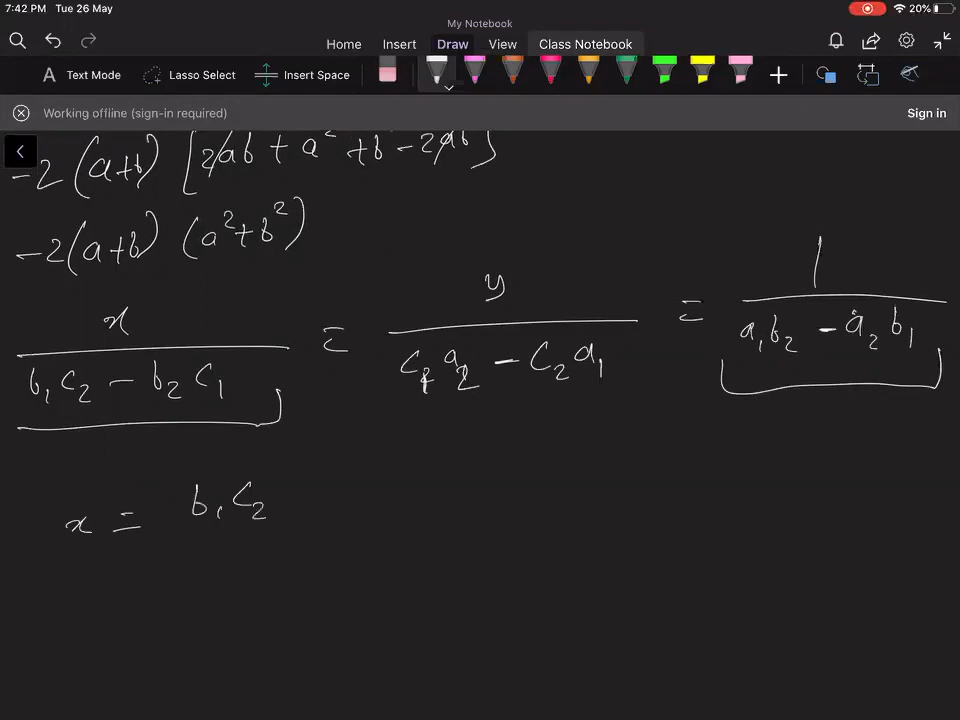 7:42 PM Tue 26 May 20%
My Notebook
Home Insert Draw View Class Notebook
Text Mode Lasso Select Insert Space
Working offline (sign-in required) Sign in
-2 (a+b) [2ab + a² + b - 2ab]
-2(a+b) (a²+b²)
x / (b₁c₂ - b₂c₁) = y / (c₁a₂ - c₂a₁) = 1 / (a₁b₂ - a₂b₁)
x = b₁c₂